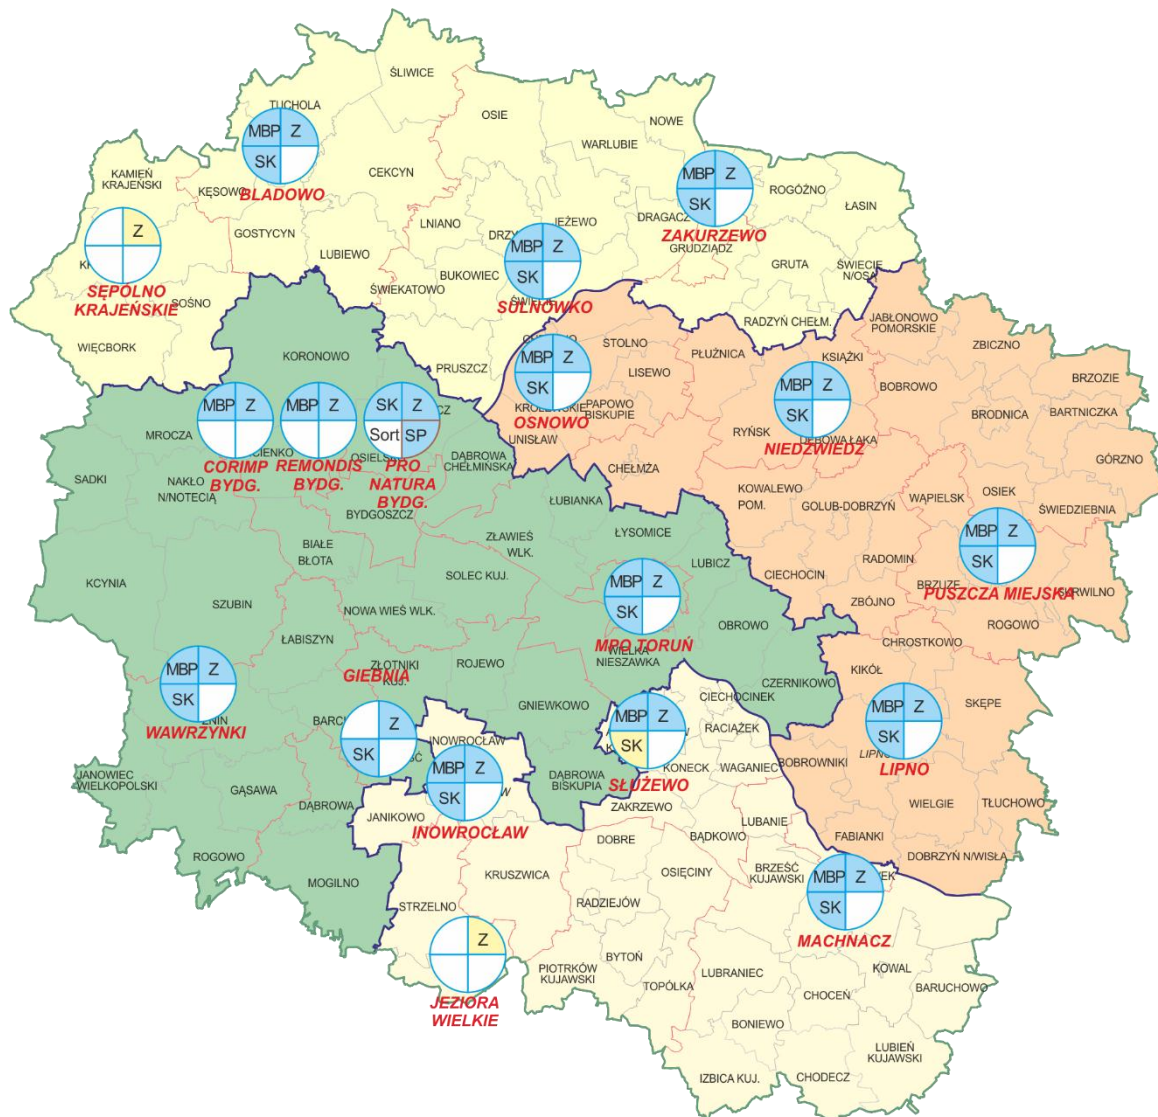 ŚLIWICE
TUCHOLA
OSIE
NOWE
MBP Z
SK
BLADOWO
WARLUBIE
KAMIEŃ
KRAJEŃSKI
KĘSOWO
CEKCYN
MBP Z
SK
ZAKURZEWO
ROGÓŹNO
ŁASIN
DRAGACZ
GRUDZIĄDZ
LNIANO
GOSTYCYN
LUBIEWO
Z
SĘPÓLNO
KRAJEŃSKIE
SOŚNO
WIĘCBORK
MBP Z
SK
SULNÓWKO
BUKOWIEC
ŚWIEKATOWO
GRUTA
ŚWIECIE
N/OSĄ
RADZYŃ CHEŁM.
JABŁONOWO
POMORSKIE
PRUSZCZ
KORONOWO
STOLNO
LISEWO
PŁUŻNICA
KSIĄŻKI
ZBICZNO
BOBROWO
BRZOZIE
BARTNICZKA
BRODNICA
GÓRZNO
MBP Z
SK
OSNOWO
PAPOWO
BISKUPIE
UNISŁAW
CHEŁMŻA
MBP Z
SK
NIEDŹWIEDŹ
RYŃSK
DĘBOWA ŁĄKA
MBP Z
CORIMP
BYDG.
MBP Z
REMONDIS
BYDG.
SK Z
Sort SP
PRO
NATURA
BYDG.
MROCZA
SADKI
NAKŁO
N/NOTECIĄ
DĄBROWA
CHEŁMIŃSKA
BYDGOSZCZ
KOWALEWO
POM.
GOLUB-DOBRZYŃ
WĄPIELSK
OSIEK
ŚWIEDZIEBNIA
ŁUBIANKA
ŁYSOMICE
ZŁAWIEŚ
WLK.
LUBICZ
BIAŁE
BŁOTA
SOLEC KUJ.
KCYNIA
SZUBIN
NOWA WIEŚ WLK.
ŁABISZYN
CIECHOCIN
RADOMIN
ZBÓJNO
MBP Z
SK
PUSZCZA MIEJSKA
BRZUZE
ROGOWO
MBP Z
SK
MPO TORUŃ
OBROWO
WIELKA
NIESZAWKA
CZERNIKOWO
CHROSTKOWO
KIKÓŁ
SKĘPE
ZŁOTNIKI
KUJ.
ROJEWO
GNIEWKOWO
GIEBNIA
Z
SK
MBP Z
SK
WAWRZYNKI
CIECHOCINEK
RACIĄŻEK
MBP Z
SK
SŁUŻEWO
KONECK
WAGANIEC
MBP Z
SK
LIPNO
LIPNO
BOBROWNIKI
WIELGIE
TŁUCHOWO
FABIANKI
DOBRZYŃ N/WISŁĄ
INOWROCŁAW
MBP Z
SK
INOWROCŁAW
JANIKOWO
DĄBROWA
BISKUPIA
JANOWIEC
WIELKOPOLSKI
GĄSAWA
DĄBROWA
ROGOWO
MOGILNO
ZAKRZEWO
DOBRE
BĄDKOWO
LUBANIE
BRZEŚĆ
KUJAWSKI
OSIĘCINY
KRUSZWICA
RADZIEJÓW
STRZELNO
MBP Z
SK
MACHNACZ
Z
JEZIORA
WIELKIE
PIOTRKÓW
KUJAWSKI
BYTOŃ
TOPÓLKA
LUBRANIEC
KOWAL
BARUCHOWO
CHOCEŃ
BONIEWO
LUBIEŃ
KUJAWSKI
IZBICA KUJ.
CHODECZ